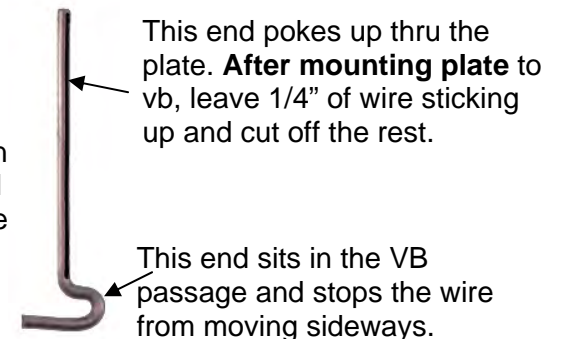 This end pokes up thru the
plate. After mounting plate to
vb, leave 1/4” of wire sticking
up and cut off the rest.
This end sits in the VB
passage and stops the wire
from moving sideways.